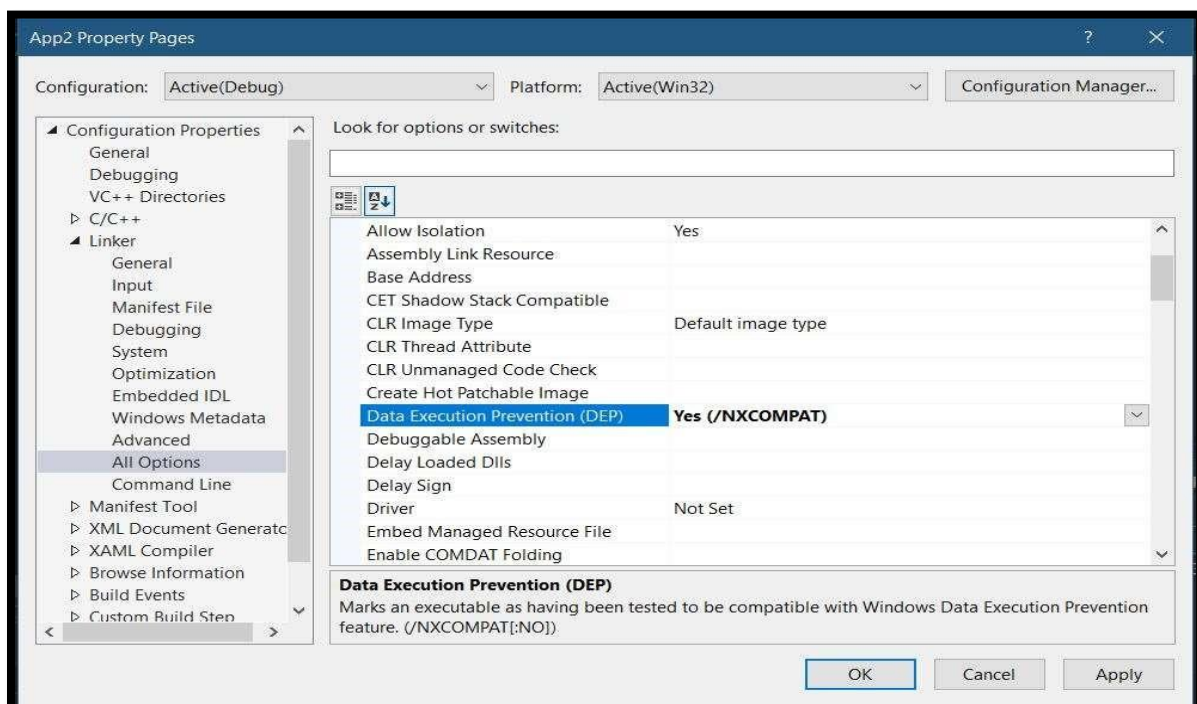 App2 Property Pages
Configuration: Active(Debug) Platform: Active(Win32) Configuration Manager...
Configuration Properties
General
Debugging
VC++ Directories
C/C++
Linker
General
Input
Manifest File
Debugging
System
Optimization
Embedded IDL
Windows Metadata
Advanced
All Options
Command Line
Manifest Tool
XML Document Generatc
XAML Compiler
Browse Information
Build Events
Custom Build Step
Look for options or switches:
Allow Isolation Yes
Assembly Link Resource
Base Address
CET Shadow Stack Compatible
CLR Image Type Default image type
CLR Thread Attribute
CLR Unmanaged Code Check
Create Hot Patchable Image
Data Execution Prevention (DEP) Yes (/NXCOMPAT)
Debuggable Assembly
Delay Loaded Dlls
Delay Sign
Driver Not Set
Embed Managed Resource File
Enable COMDAT Folding
Data Execution Prevention (DEP)
Marks an executable as having been tested to be compatible with Windows Data Execution Prevention
feature. (/NXCOMPAT[:NO])
OK Cancel Apply